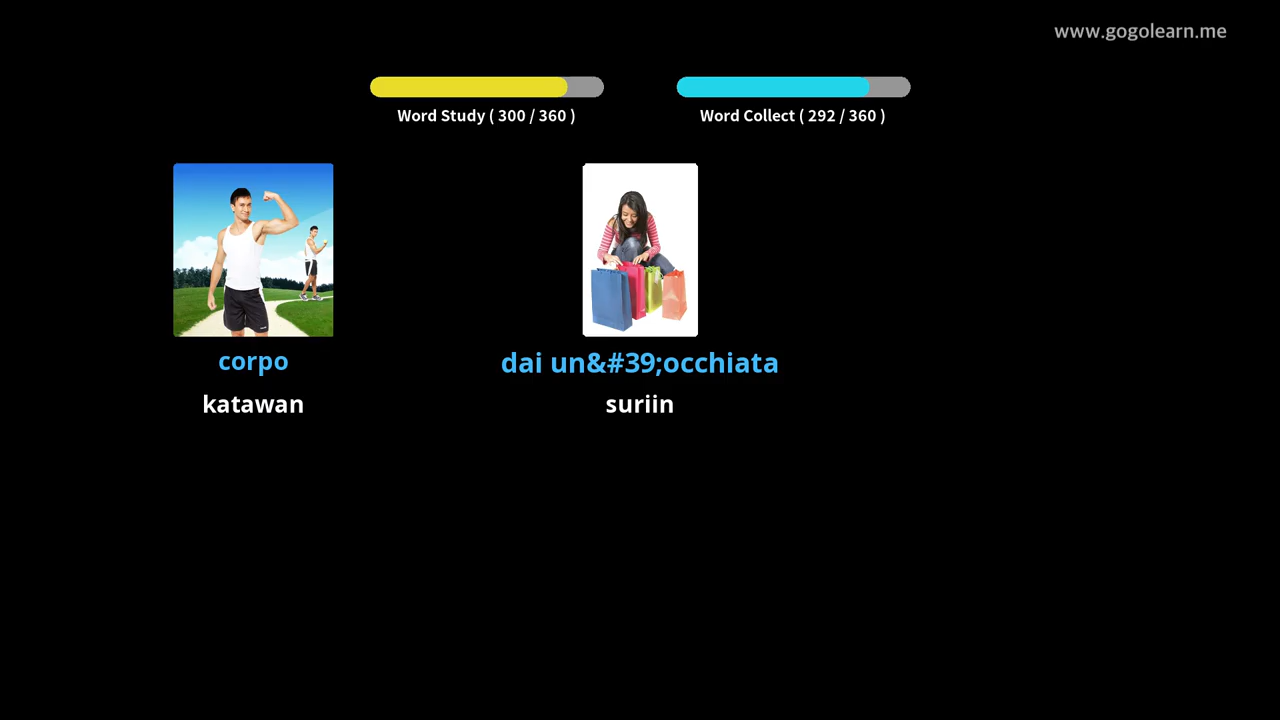 www.gogolearn.me
Word Study ( 300 / 360 )
Word Collect ( 292 / 360 )
corpo
katawan
dai un&#39;occhiata
suriin